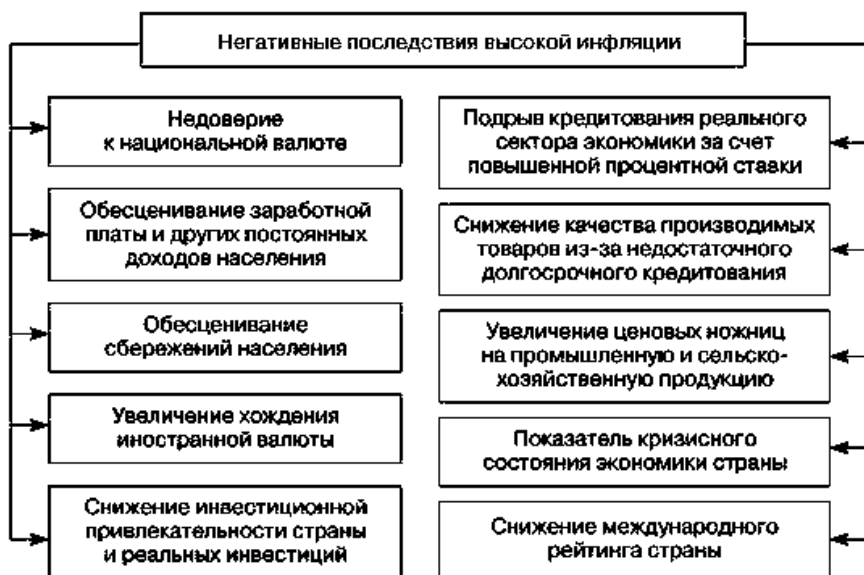 Негативные последствия высокой инфляции
Недоверие
к национальной валюте
Обесценивание заработной
платы и других постоянных
доходов населения
Обесценивание
сбережений населения
Увеличение хождения
иностранной валюты
Снижение инвестиционной
привлекательности страны
и реальных инвестиций
Подрыв кредитования реального
сектора экономики за счет
повышенной процентной ставки
Снижение качества производимых
товаров из-за недостаточного
долгосрочного кредитования
Увеличение ценовых ножниц
на промышленную и сельско-
хозяйственную продукцию
Показатель кризисного
состояния экономики страны
Снижение международного
рейтинга страны